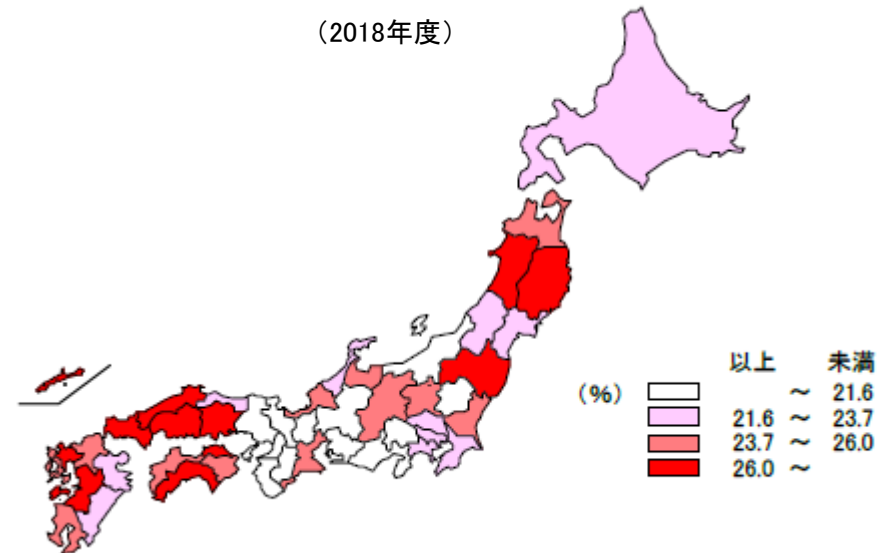 （2018年度）
以上　未満
（%）　～ 21.6
21.6 ～ 23.7
23.7 ～ 26.0
26.0 ～